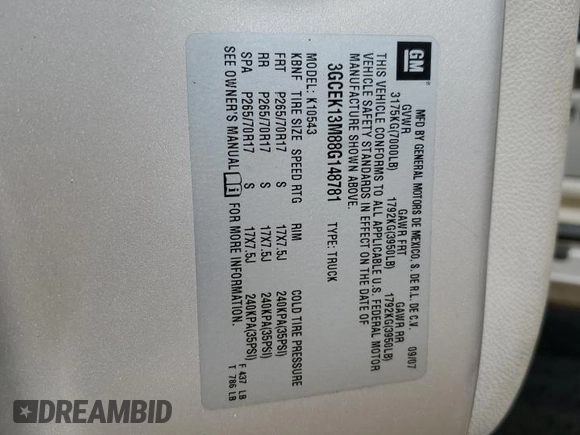 GM
MFD BY GENERAL MOTORS DE MEXICO, S. DE R.L. DE C.V. 09/07
GVWR GAWR FRT GAWR RR
3175KG(7000LB) 1792KG(3950LB) 1792KG(3950LB)
THIS VEHICLE CONFORMS TO ALL APPLICABLE U.S. FEDERAL MOTOR
VEHICLE SAFETY STANDARDS IN EFFECT ON THE DATE OF
MANUFACTURE SHOWN ABOVE.
3GCEK13M88G148781 TYPE: TRUCK
MODEL: K10543
KBNF TIRE SIZE SPEED RTG RIM COLD TIRE PRESSURE
FRT P265/70R17 S 17X7.5J 240KPA(35PSI)
RR P265/70R17 S 17X7.5J 240KPA(35PSI)
SPA P265/70R17 S 17X7.5J 240KPA(35PSI)
SEE OWNER'S MANUAL FOR MORE INFORMATION.
F 437 LB
T 786 LB
DREAMBID